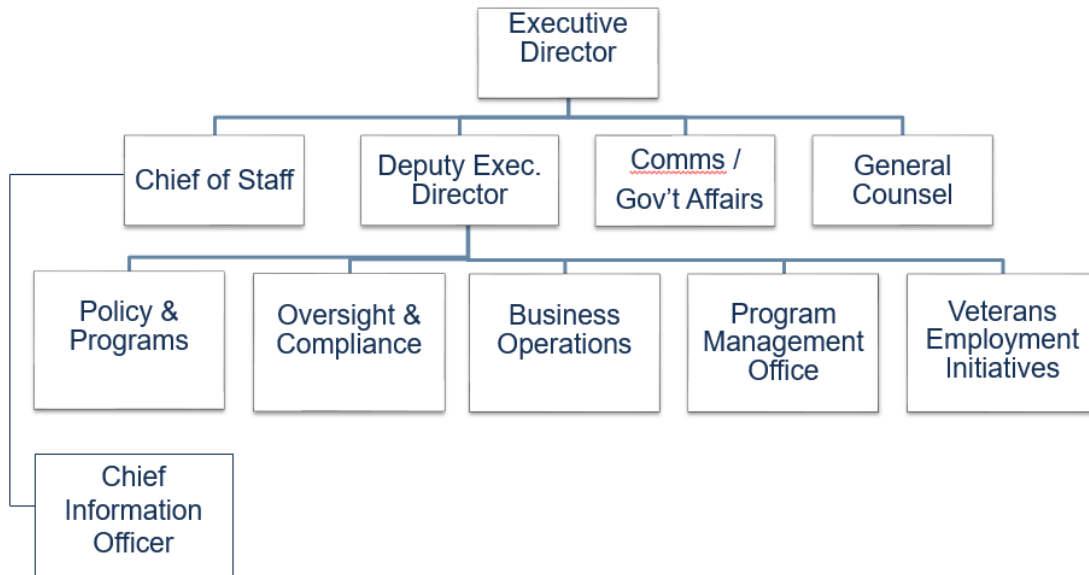 Executive
Director
Chief of Staff
Deputy Exec.
Director
Comms /
Gov’t Affairs
General
Counsel
Policy &
Programs
Oversight &
Compliance
Business
Operations
Program
Management
Office
Veterans
Employment
Initiatives
Chief
Information
Officer